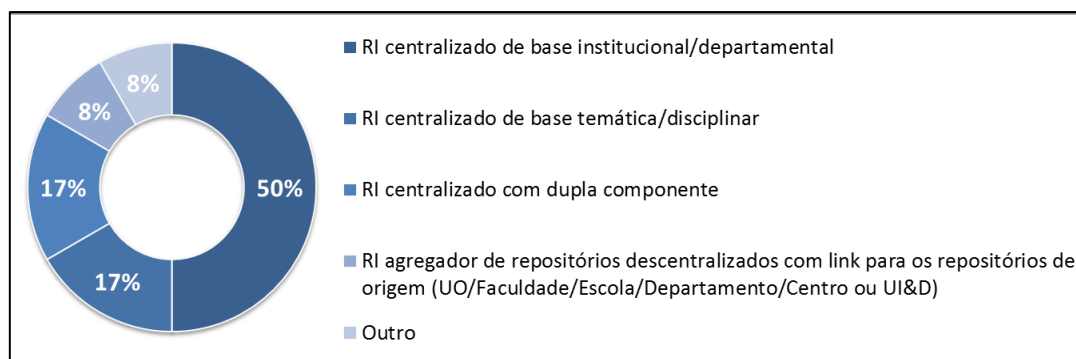 RI centralizado de base institucional/departamental
RI centralizado de base temática/disciplinar
RI centralizado com dupla componente
RI agregador de repositórios descentralizados com link para os repositórios de
origem (UO/Faculdade/Escola/Departamento/Centro ou UI&D)
Outro
50%
17%
17%
8%
8%